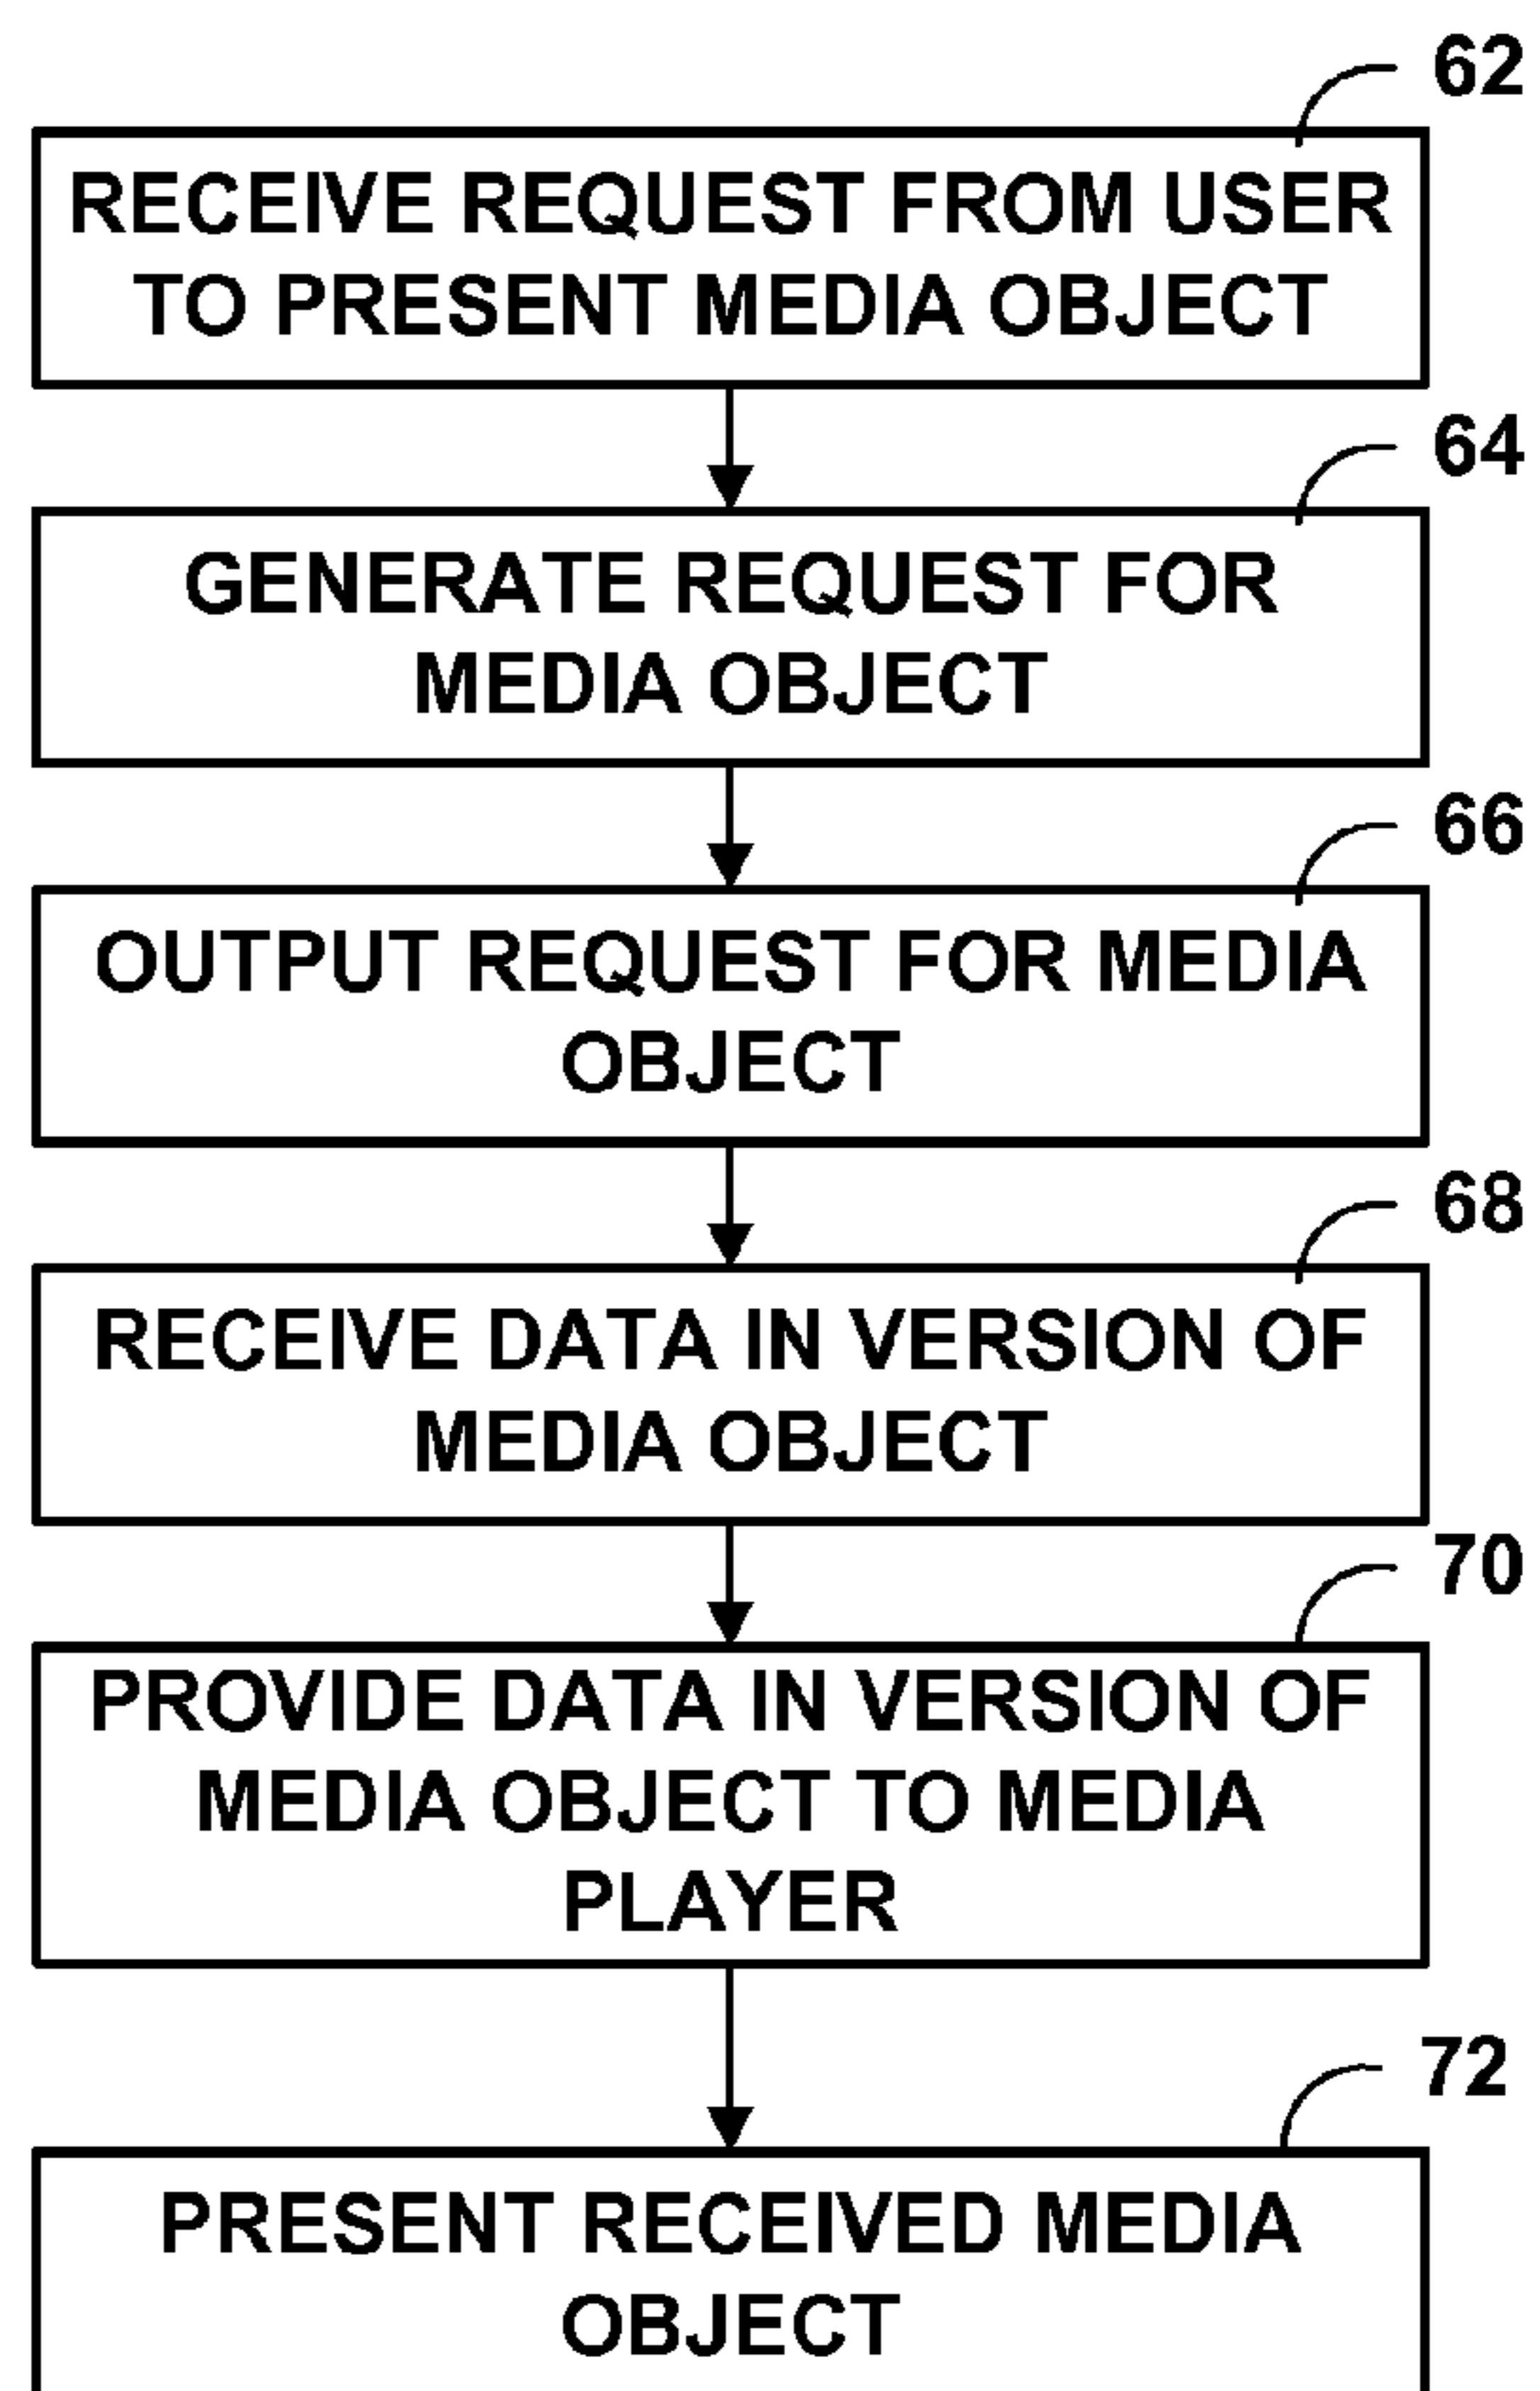 62
RECEIVE REQUEST FROM USER
TO PRESENT MEDIA OBJECT
64
GENERATE REQUEST FOR
MEDIA OBJECT
66
OUTPUT REQUEST FOR MEDIA
OBJECT
68
RECEIVE DATA IN VERSION OF
MEDIA OBJECT
70
PROVIDE DATA IN VERSION OF
MEDIA OBJECT TO MEDIA
PLAYER
72
PRESENT RECEIVED MEDIA
OBJECT